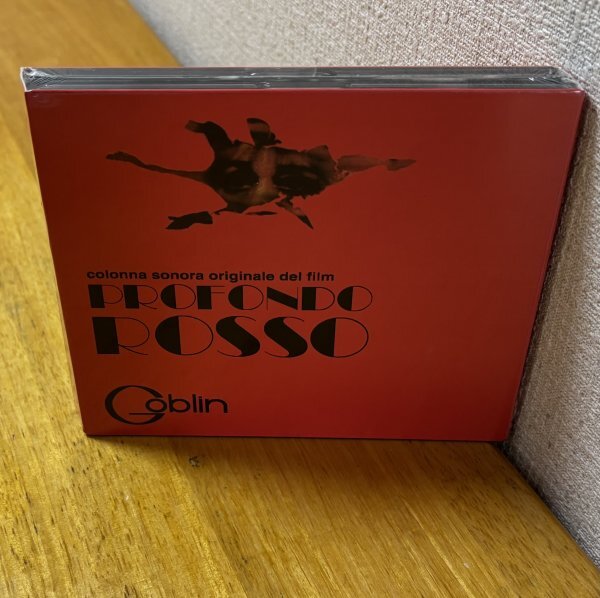 colonna sonora originale del film
PROFONDO
ROSSO
Goblin